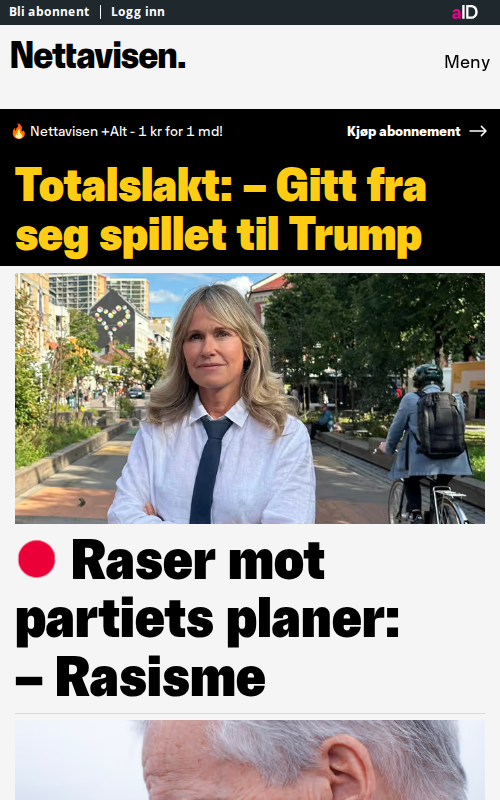 Bli abonnent | Logg inn
aID
Nettavisen.
Meny
🔥 Nettavisen +Alt - 1 kr for 1 md!
Kjøp abonnement →
Totalslakt: – Gitt fra
seg spillet til Trump
Raser mot
partiets planer:
– Rasisme